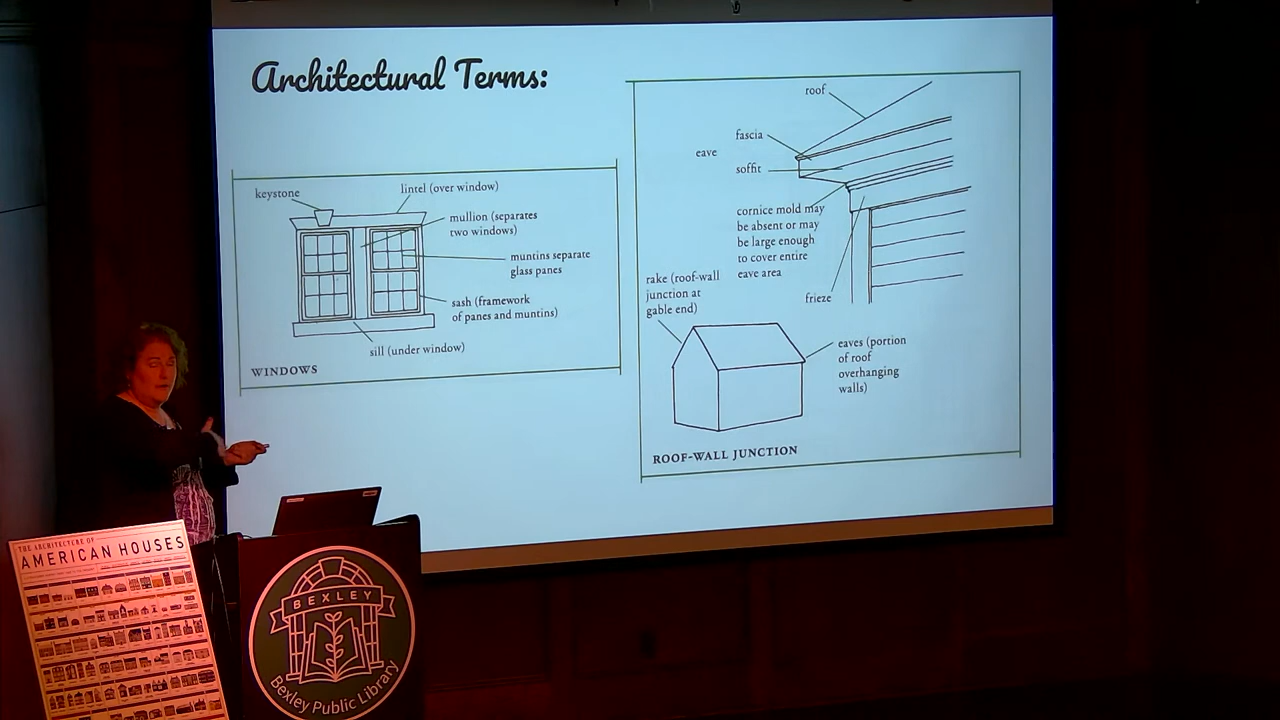 Architectural Terms:
keystone
lintel (over window)
mullion (separates
two windows)
muntins separate
glass panes
sash (framework
of panes and muntins)
sill (under window)
WINDOWS
roof
fascia
eave
soffit
cornice mold may
be absent or may
be large enough
to cover entire
eave area
frieze
rake (roof-wall
junction at
gable end)
eaves (portion
of roof
overhanging
walls)
ROOF-WALL JUNCTION
THE ARCHITECTURE OF
AMERICAN HOUSES
BEXLEY
Bexley Public Library